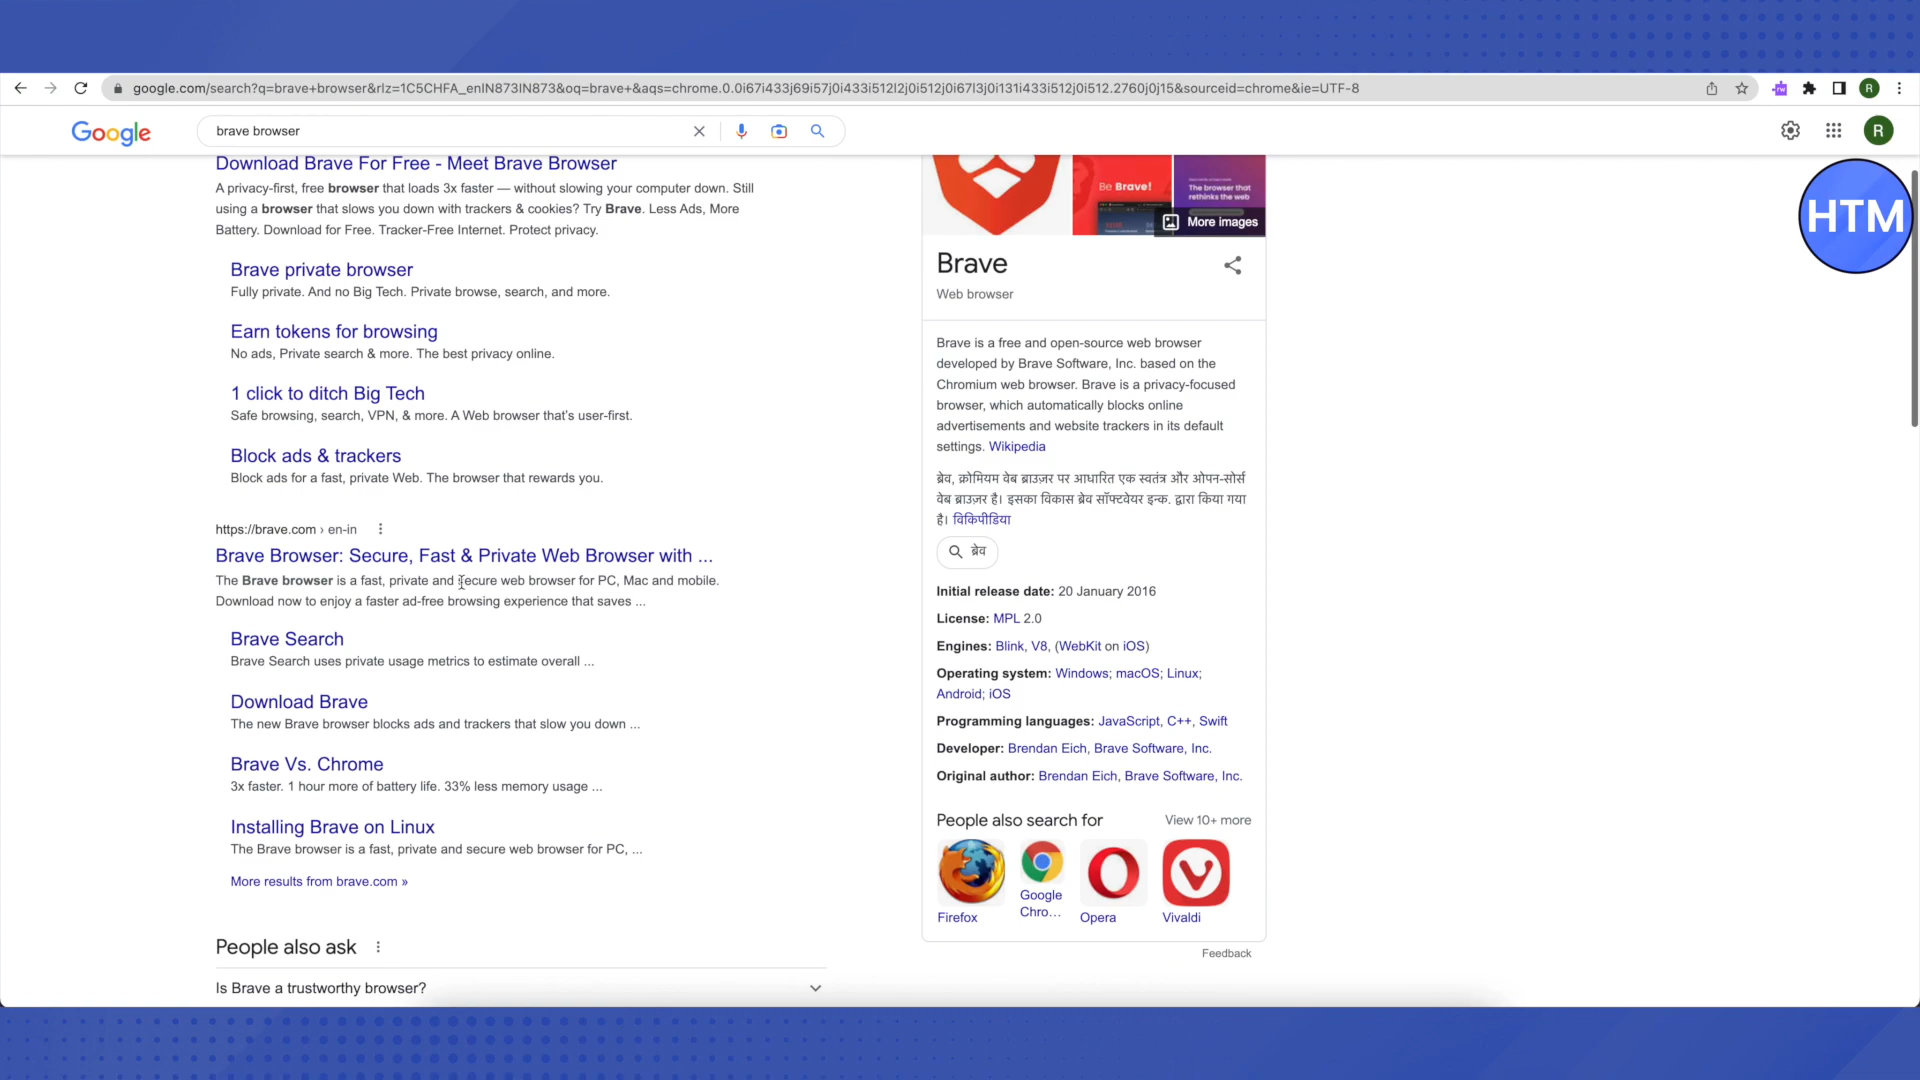 google.com/search?q=brave+browser&rlz=1C5CHFA_enIN873IN873&oq=brave+&aqs=chrome.0.0i67i433j69i57j0i433i512l2j0i512j0i67l3j0i131i433i512j0i512.2760j0j15&sourceid=chrome&ie=UTF-8
R
Google
brave browser
R
HTM
Download Brave For Free - Meet Brave Browser
A privacy-first, free browser that loads 3x faster — without slowing your computer down. Still
using a browser that slows you down with trackers & cookies? Try Brave. Less Ads, More
Battery. Download for Free. Tracker-Free Internet. Protect privacy.
Brave private browser
Fully private. And no Big Tech. Private browse, search, and more.
Earn tokens for browsing
No ads, Private search & more. The best privacy online.
1 click to ditch Big Tech
Safe browsing, search, VPN, & more. A Web browser that's user-first.
Block ads & trackers
Block ads for a fast, private Web. The browser that rewards you.
https://brave.com › en-in
Brave Browser: Secure, Fast & Private Web Browser with ...
The Brave browser is a fast, private and secure web browser for PC, Mac and mobile.
Download now to enjoy a faster ad-free browsing experience that saves ...
Brave Search
Brave Search uses private usage metrics to estimate overall ...
Download Brave
The new Brave browser blocks ads and trackers that slow you down ...
Brave Vs. Chrome
3x faster. 1 hour more of battery life. 33% less memory usage ...
Installing Brave on Linux
The Brave browser is a fast, private and secure web browser for PC, ...
More results from brave.com »
People also ask
Is Brave a trustworthy browser?
Be Brave!
The browser that
rethinks the web
More images
Brave
Web browser
Brave is a free and open-source web browser
developed by Brave Software, Inc. based on the
Chromium web browser. Brave is a privacy-focused
browser, which automatically blocks online
advertisements and website trackers in its default
settings. Wikipedia
ब्रेव, क्रोमियम वेब ब्राउज़र पर आधारित एक स्वतंत्र और ओपन-सोर्स
वेब ब्राउज़र है। इसका विकास ब्रेव सॉफ्टवेयर इन्क. द्वारा किया गया
है। विकिपीडिया
ब्रेव
Initial release date: 20 January 2016
License: MPL 2.0
Engines: Blink, V8, (WebKit on iOS)
Operating system: Windows; macOS; Linux;
Android; iOS
Programming languages: JavaScript, C++, Swift
Developer: Brendan Eich, Brave Software, Inc.
Original author: Brendan Eich, Brave Software, Inc.
People also search for
View 10+ more
Firefox
Google
Chro...
Opera
Vivaldi
Feedback